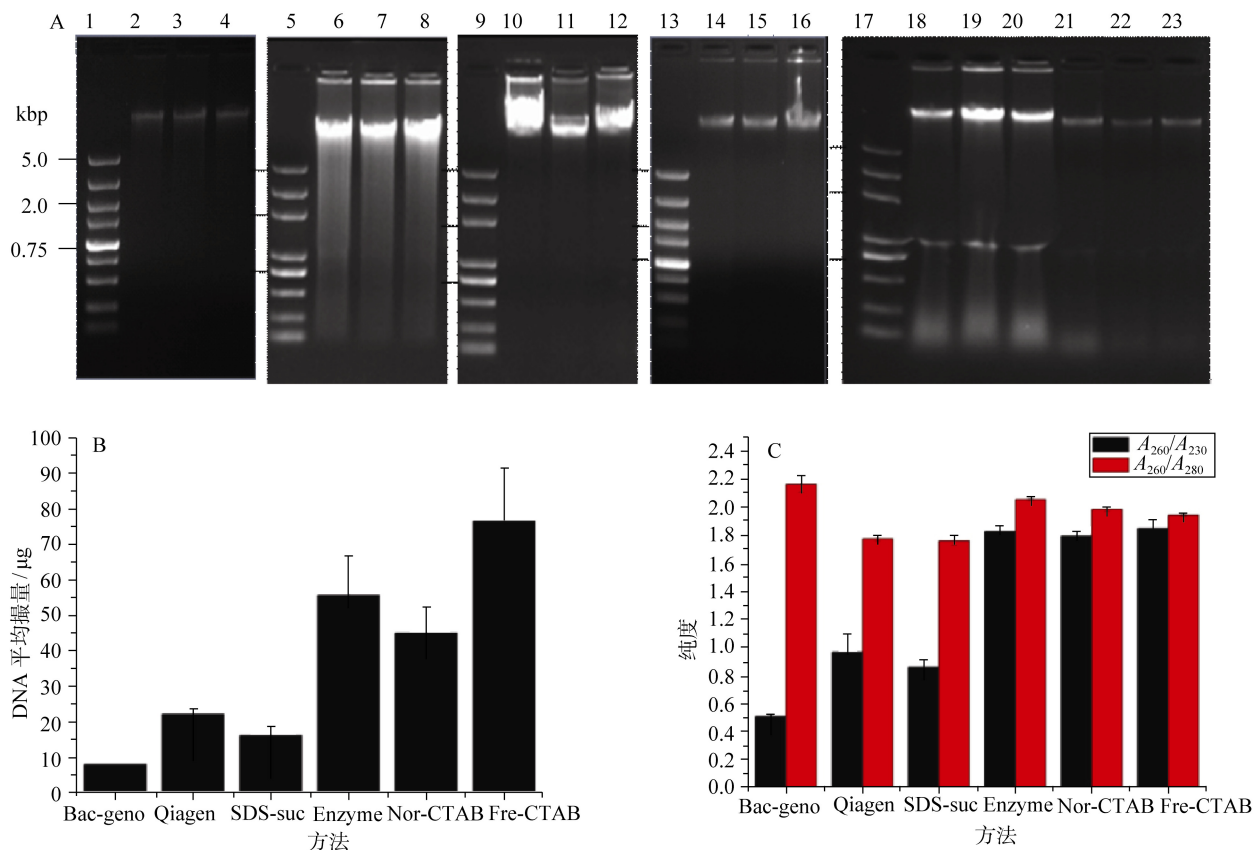 A 1 2 3 4 5 6 7 8 9 10 11 12 13 14 15 16 17 18 19 20 21 22 23
kbp
5.0
2.0
0.75
B
DNA 平均撮量/μg
100
90
80
70
60
50
40
30
20
10
0
Bac-geno Qiagen SDS-suc Enzyme Nor-CTAB Fre-CTAB
方法
C
A260/A230
A260/A280
纯度
2.4
2.2
2.0
1.8
1.6
1.4
1.2
1.0
0.8
0.6
0.4
0.2
0.0
Bac-geno Qiagen SDS-suc Enzyme Nor-CTAB Fre-CTAB
方法